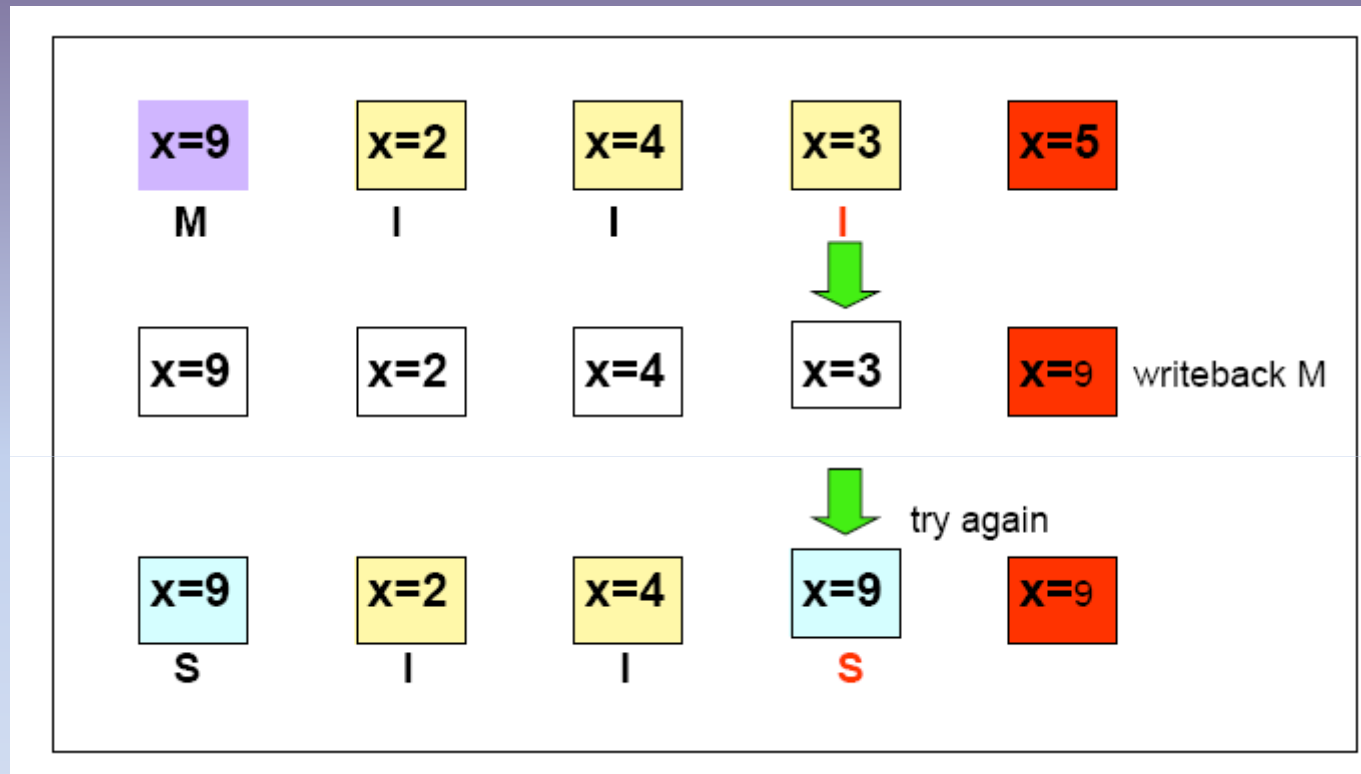 x=9 x=2 x=4 x=3 x=5
M I I I
x=9 x=2 x=4 x=3 x=9 writeback M
try again
x=9 x=2 x=4 x=9 x=9
S I I S